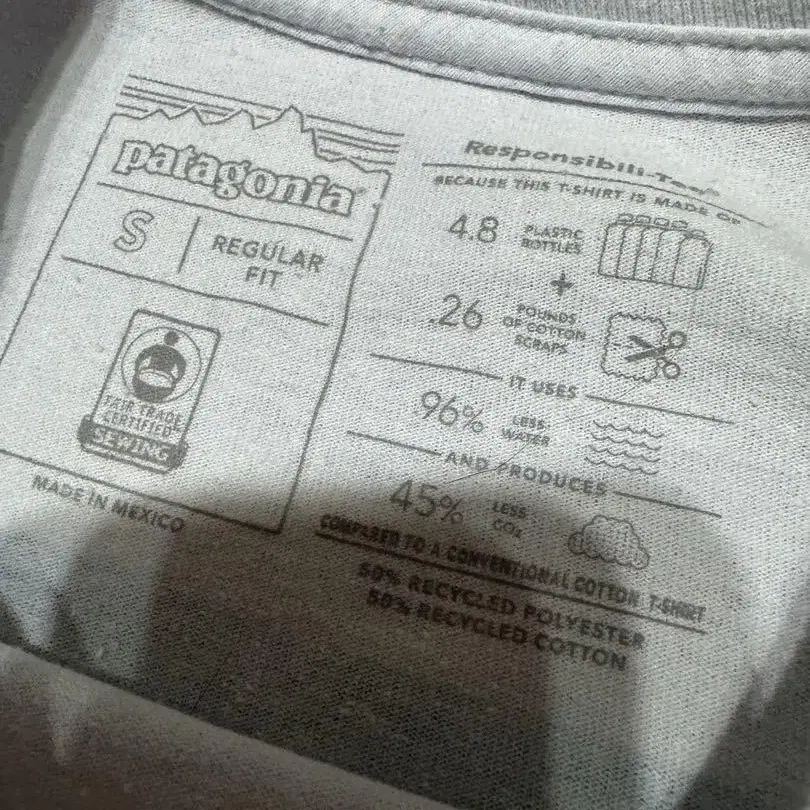 patagonia
S
REGULAR
FIT
FAIR TRADE
CERTIFIED
SEWING
MADE IN MEXICO
Responsibili-Tee®
BECAUSE THIS T-SHIRT IS MADE OF
4.8 PLASTIC
BOTTLES
+
.26 POUNDS
OF COTTON
SCRAPS
IT USES
96% LESS
WATER
AND PRODUCES
45% LESS
CO₂
COMPARED TO A CONVENTIONAL COTTON T-SHIRT
50% RECYCLED POLYESTER
50% RECYCLED COTTON